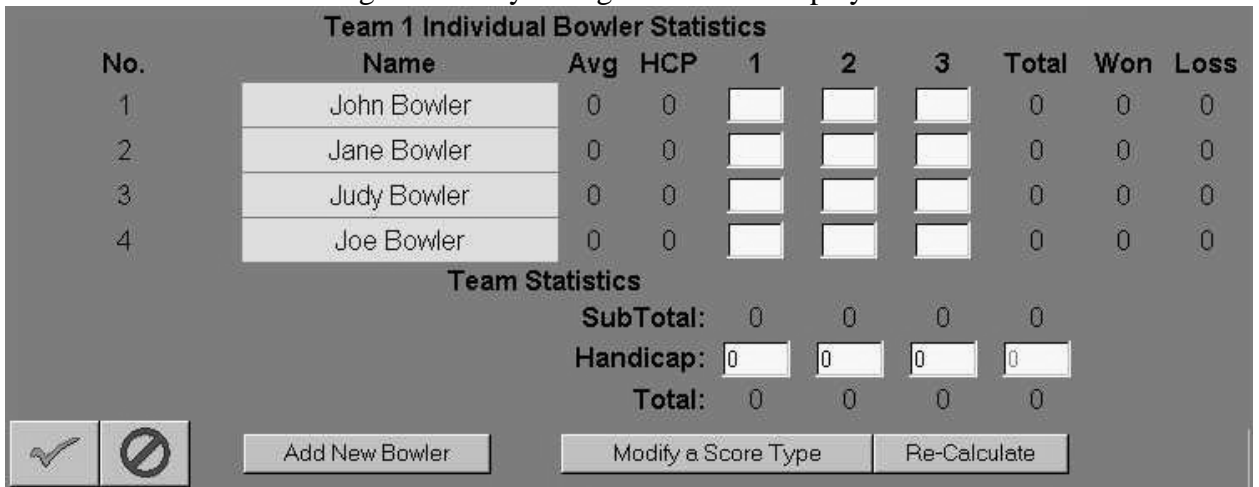 Team 1 Individual Bowler Statistics
No. Name Avg HCP 1 2 3 Total Won Loss
1 John Bowler 0 0 0 0 0
2 Jane Bowler 0 0 0 0 0
3 Judy Bowler 0 0 0 0 0
4 Joe Bowler 0 0 0 0 0
Team Statistics
SubTotal: 0 0 0 0
Handicap: 0 0 0 0
Total: 0 0 0 0
Add New Bowler Modify a Score Type Re-Calculate